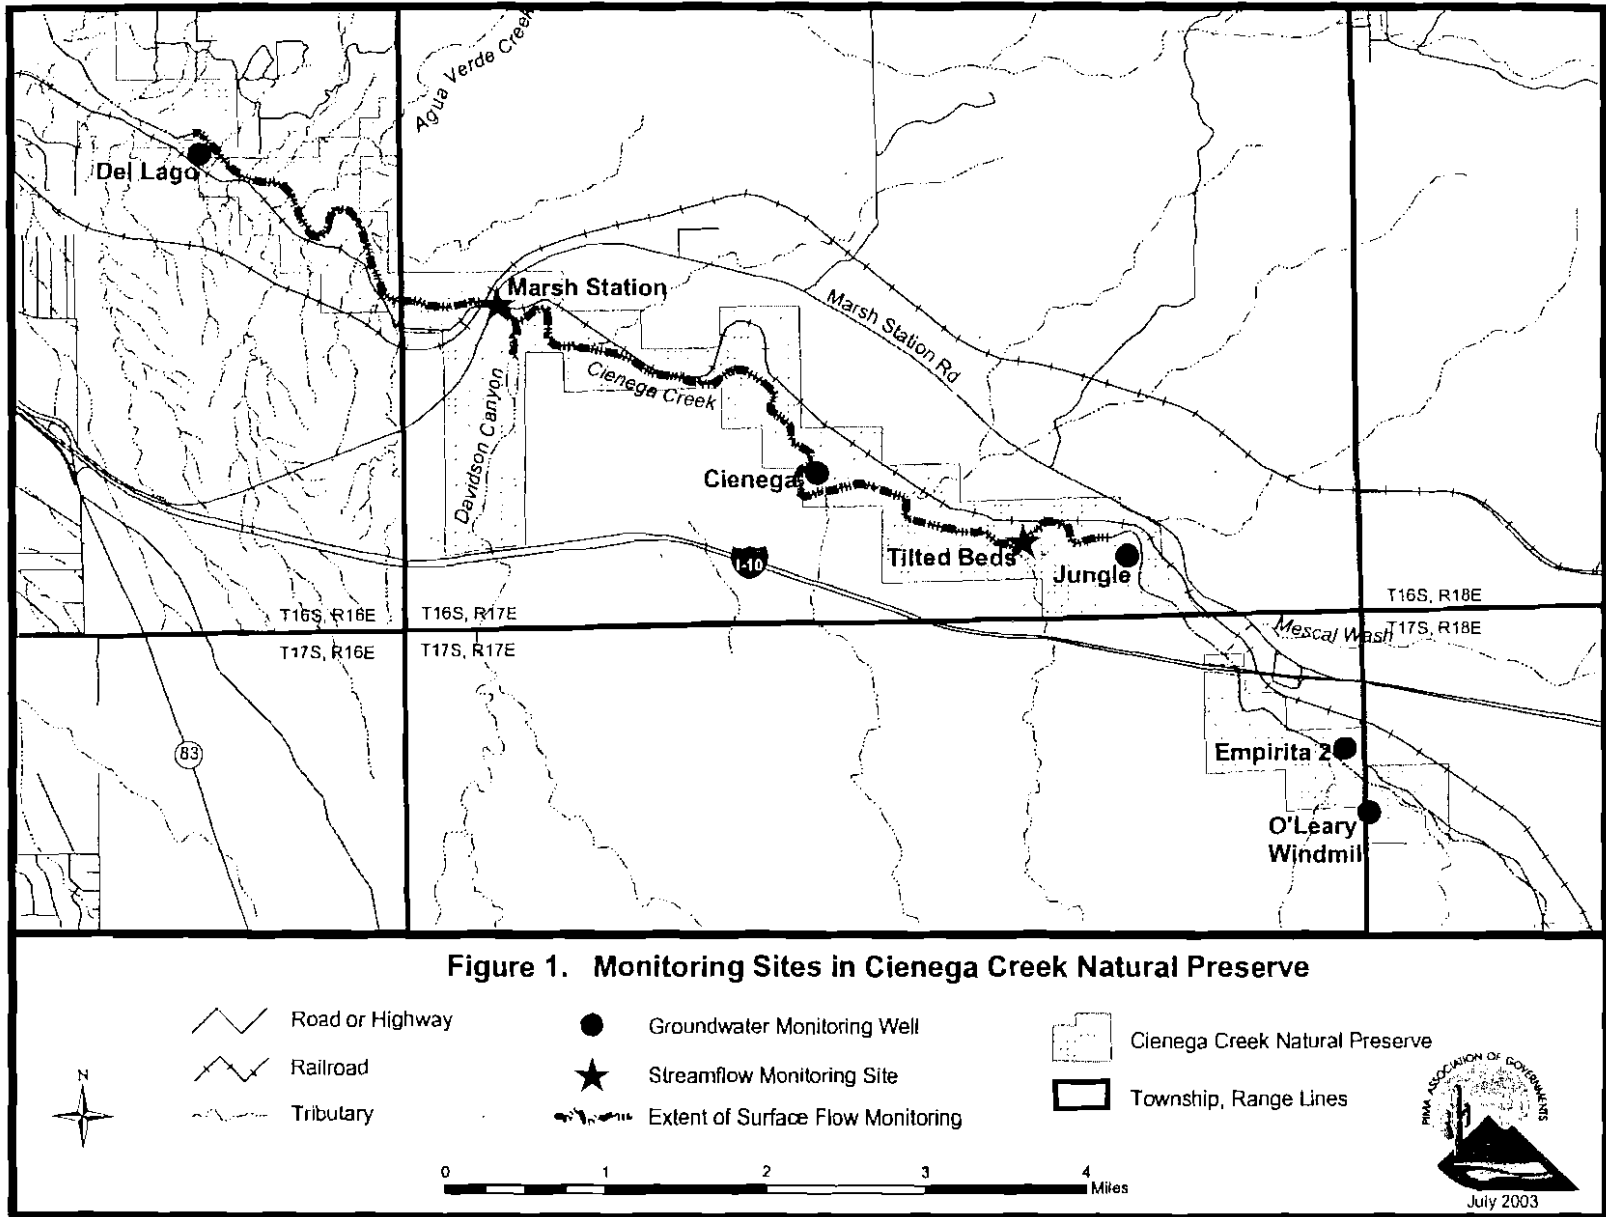 Agua Verde Creek
Del Lago
Marsh Station
Marsh Station Rd
Cienega Creek
Davidson Canyon
Cienega
Tilted Beds
Jungle
I-10
T16S, R16E
T16S, R17E
T16S, R18E
T17S, R16E
T17S, R17E
Mescal Wash
T17S, R18E
83
Empirita 2
O'Leary
Windmil
Figure 1. Monitoring Sites in Cienega Creek Natural Preserve
Road or Highway
Railroad
Tributary
Groundwater Monitoring Well
Streamflow Monitoring Site
Extent of Surface Flow Monitoring
Cienega Creek Natural Preserve
Township, Range Lines
N
0 1 2 3 4
Miles
PIMA ASSOCIATION OF GOVERNMENTS
July 2003